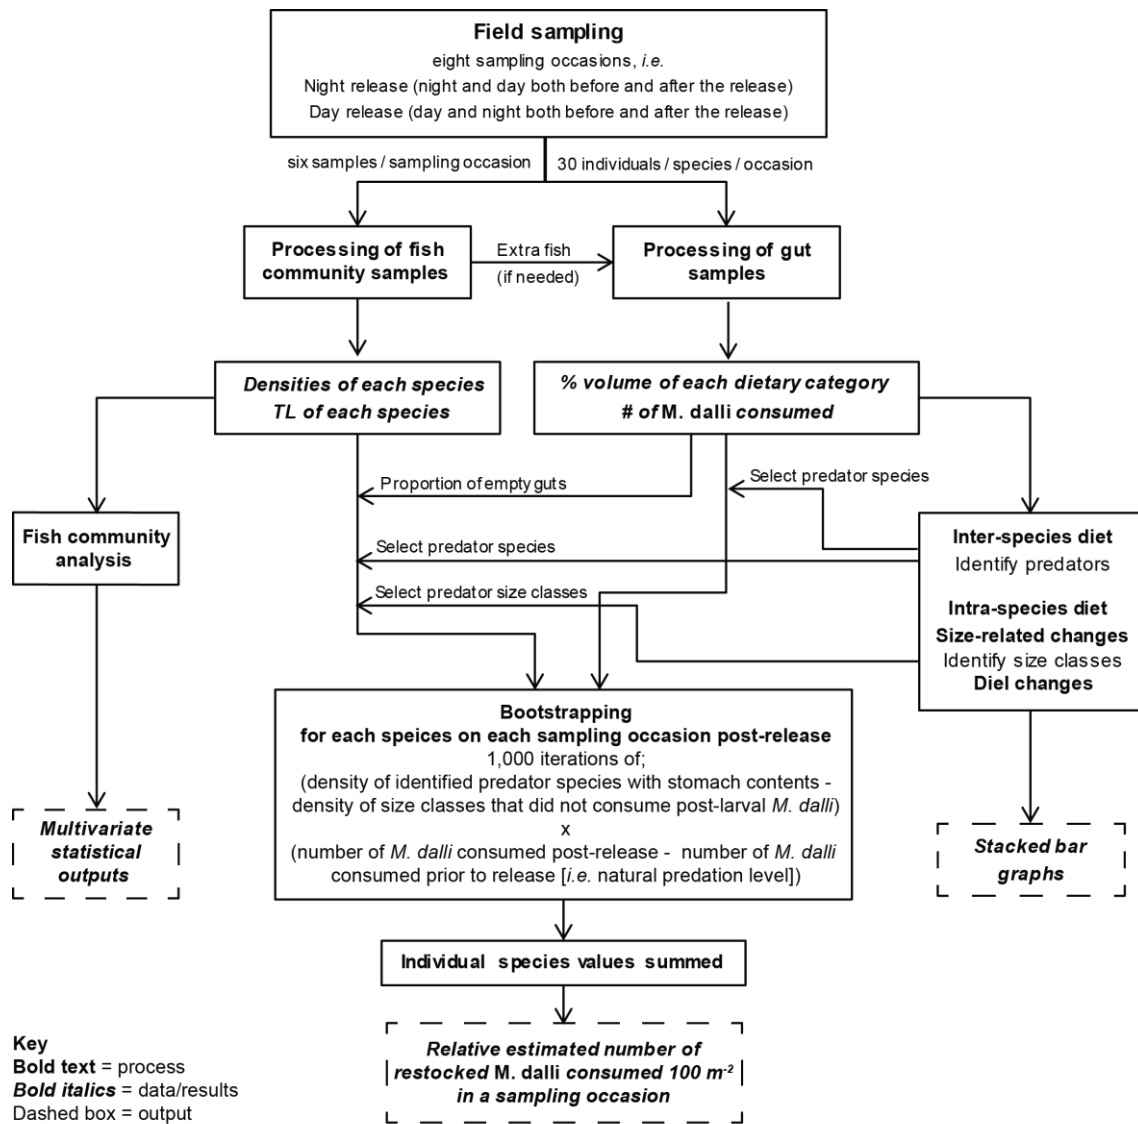 Field sampling
eight sampling occasions, i.e.
Night release (night and day both before and after the release)
Day release (day and night both before and after the release)
six samples / sampling occasion
30 individuals / species / occasion
Processing of fish
community samples
Extra fish
(if needed)
Processing of gut
samples
Densities of each species
TL of each species
% volume of each dietary category
# of M. dalli consumed
Proportion of empty guts
Select predator species
Select predator species
Select predator size classes
Fish community
analysis
Inter-species diet
Identify predators
Intra-species diet
Size-related changes
Identify size classes
Diel changes
Bootstrapping
for each speices on each sampling occasion post-release
1,000 iterations of;
(density of identified predator species with stomach contents -
density of size classes that did not consume post-larval M. dalli)
x
(number of M. dalli consumed post-release - number of M. dalli
consumed prior to release [i.e. natural predation level])
Multivariate
statistical
outputs
Stacked bar
graphs
Individual species values summed
Relative estimated number of
restocked M. dalli consumed 100 m⁻²
in a sampling occasion
Key
Bold text = process
Bold italics = data/results
Dashed box = output